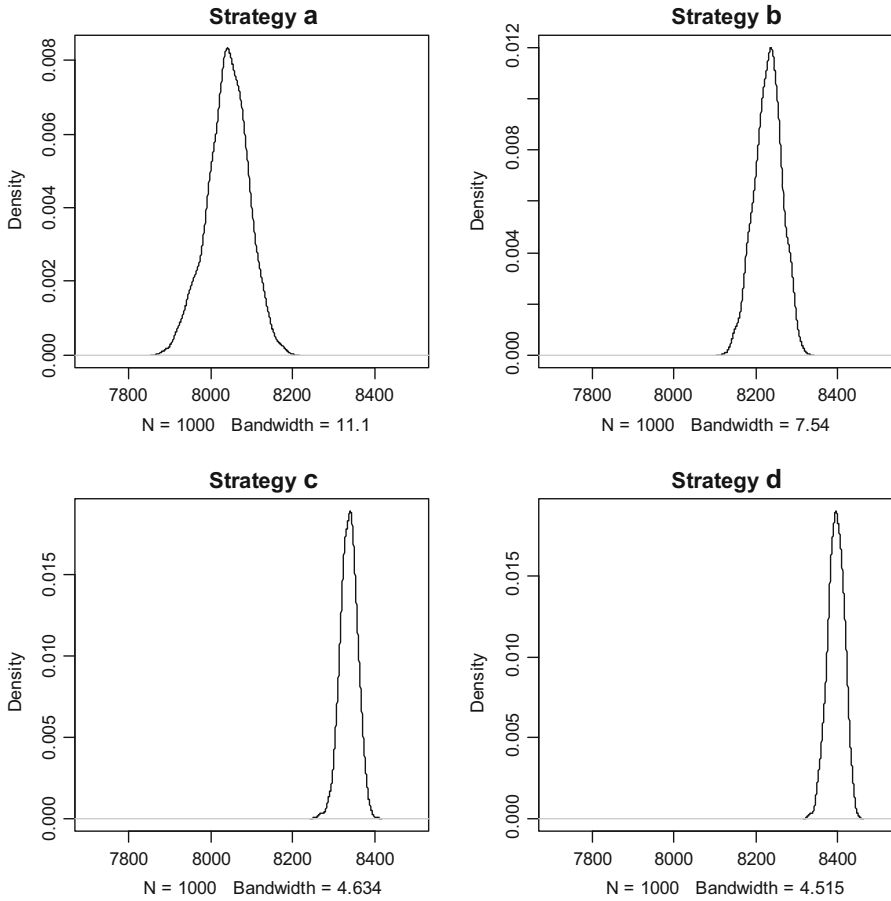 Strategy a
Density
0.000 0.002 0.004 0.006 0.008
7800 8000 8200 8400
N = 1000 Bandwidth = 11.1
Strategy b
Density
0.000 0.004 0.008 0.012
7800 8000 8200 8400
N = 1000 Bandwidth = 7.54
Strategy c
Density
0.000 0.005 0.010 0.015
7800 8000 8200 8400
N = 1000 Bandwidth = 4.634
Strategy d
Density
0.000 0.005 0.010 0.015
7800 8000 8200 8400
N = 1000 Bandwidth = 4.515